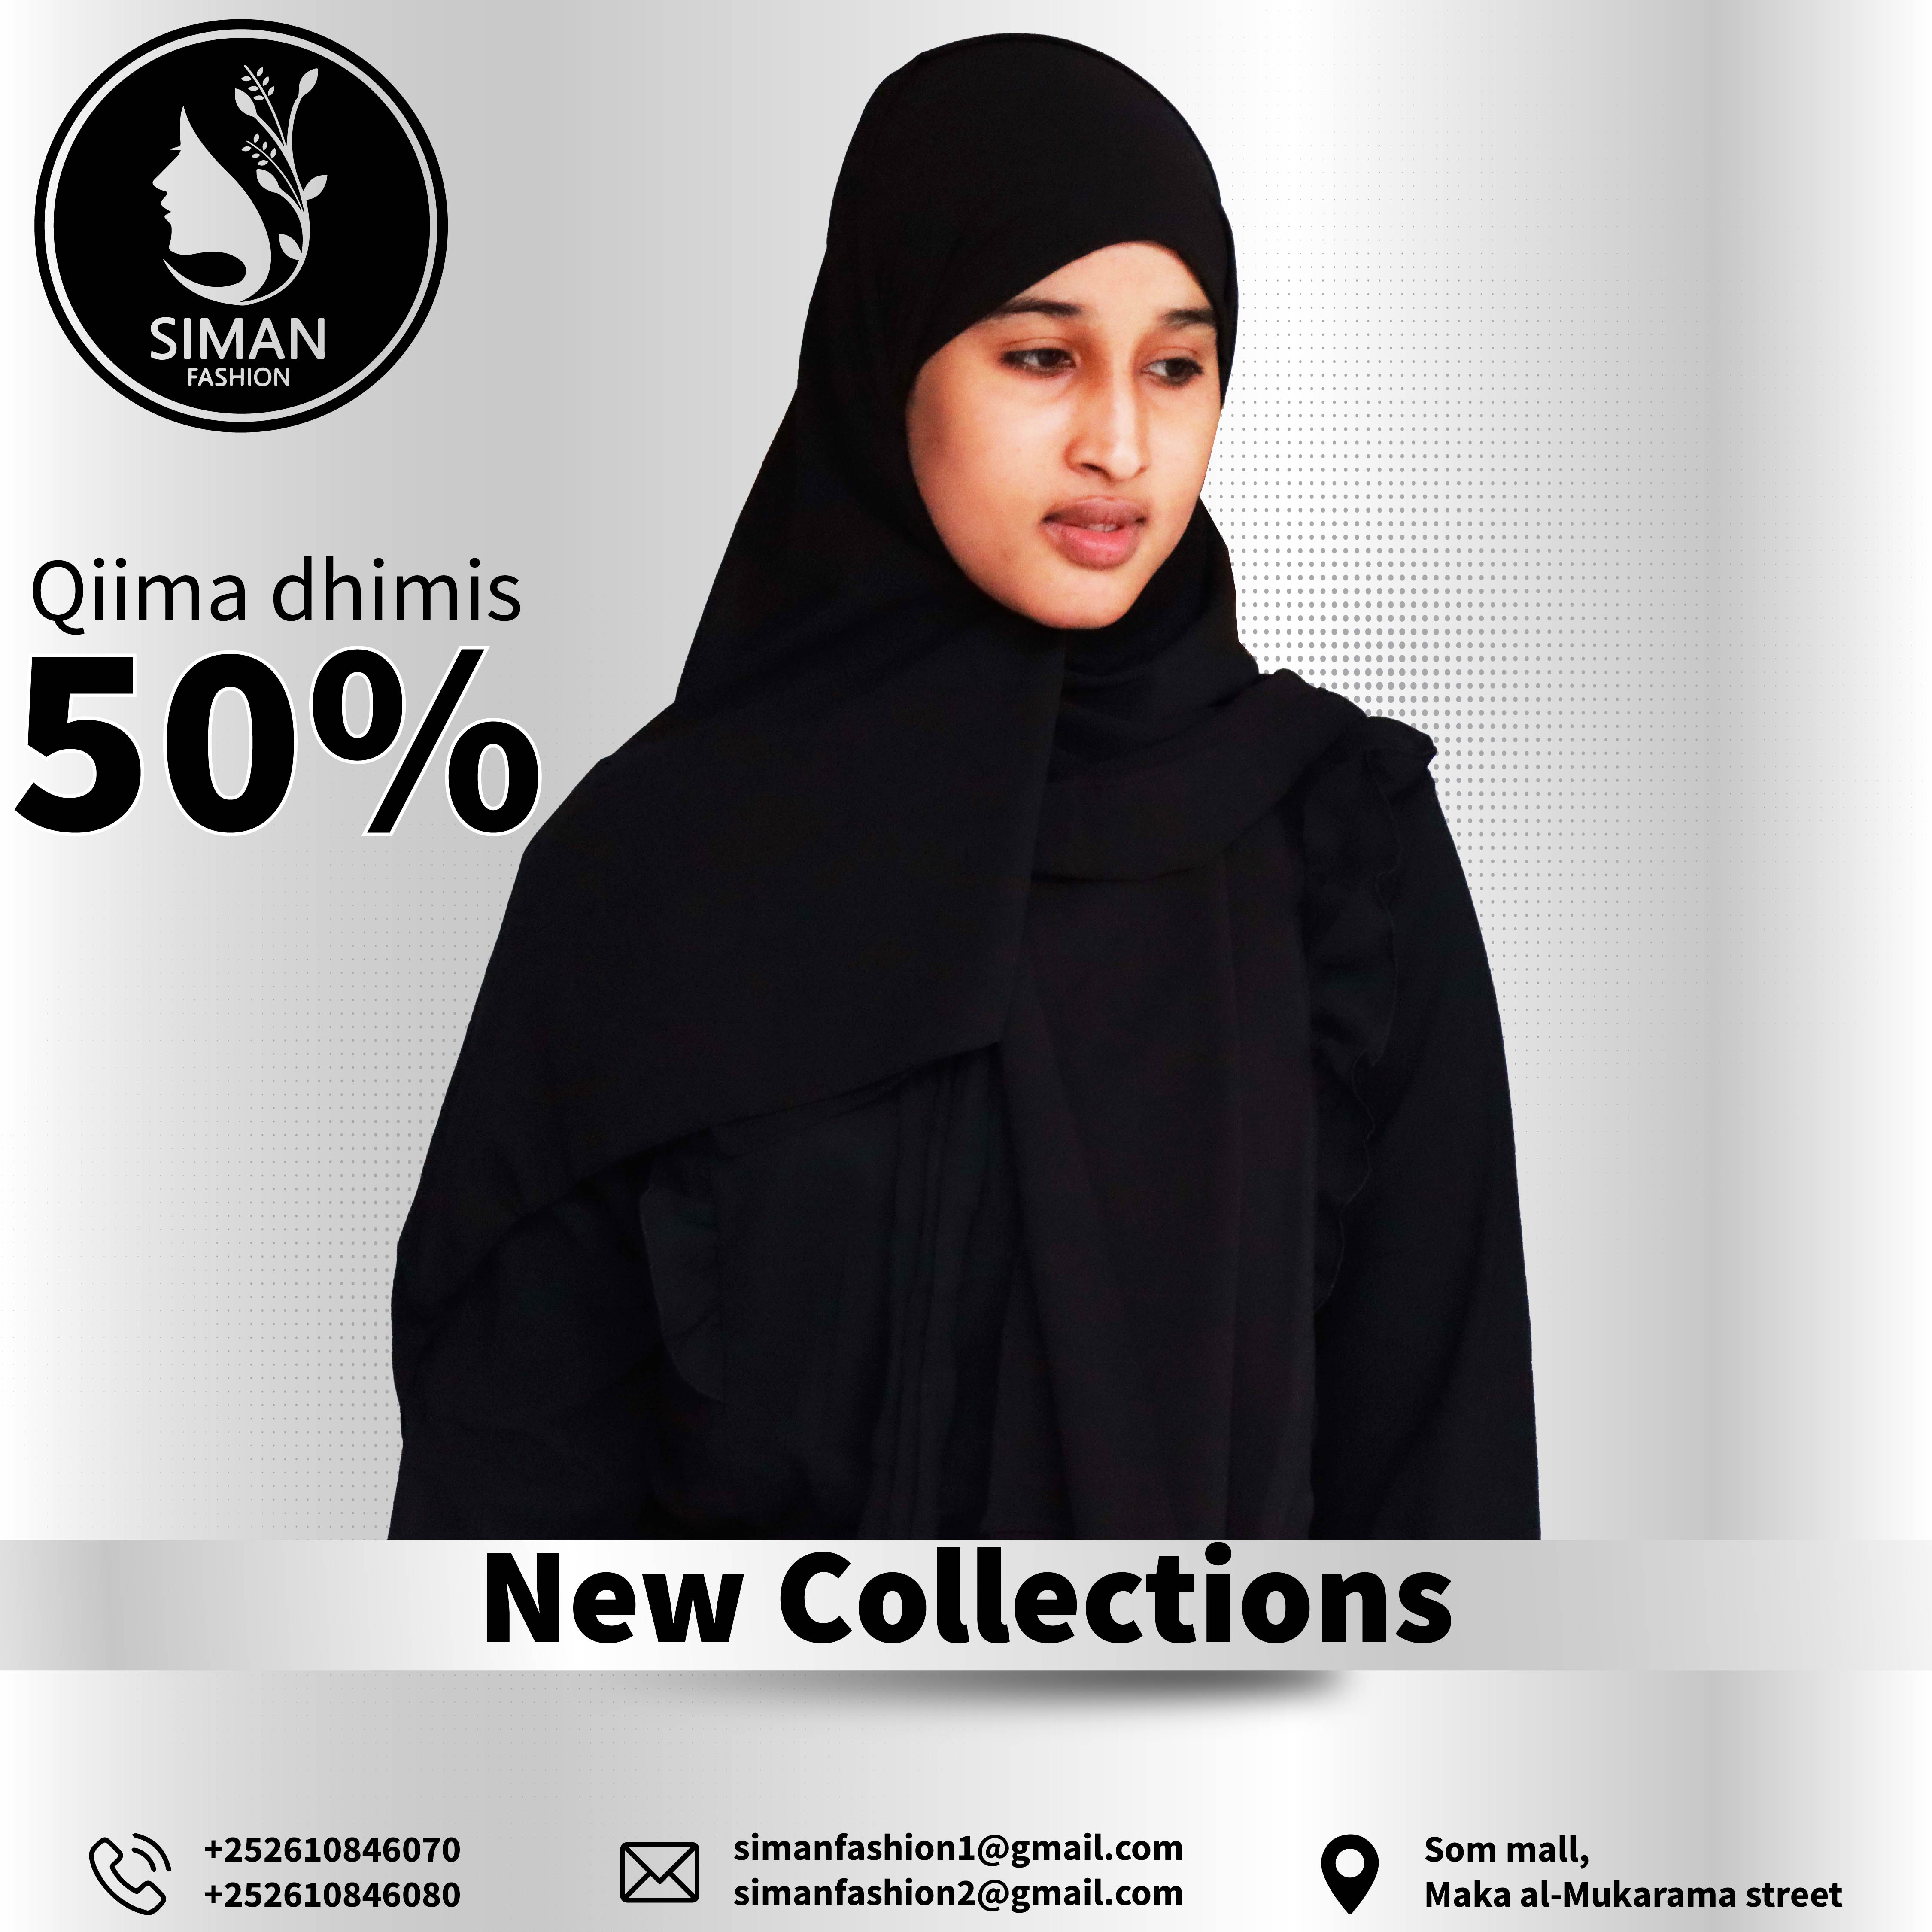 SIMAN
FASHION
Qiima dhimis
50%
New Collections
+252610846070
+252610846080
simanfashion1@gmail.com
simanfashion2@gmail.com
Som mall,
Maka al-Mukarama street